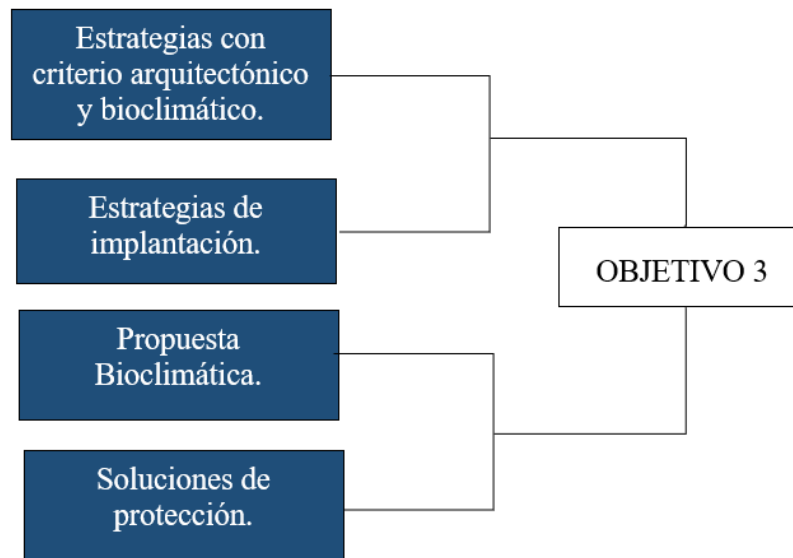 Estrategias con
criterio arquitectónico
y bioclimático.
Estrategias de
implantación.
OBJETIVO 3
Propuesta
Bioclimática.
Soluciones de
protección.